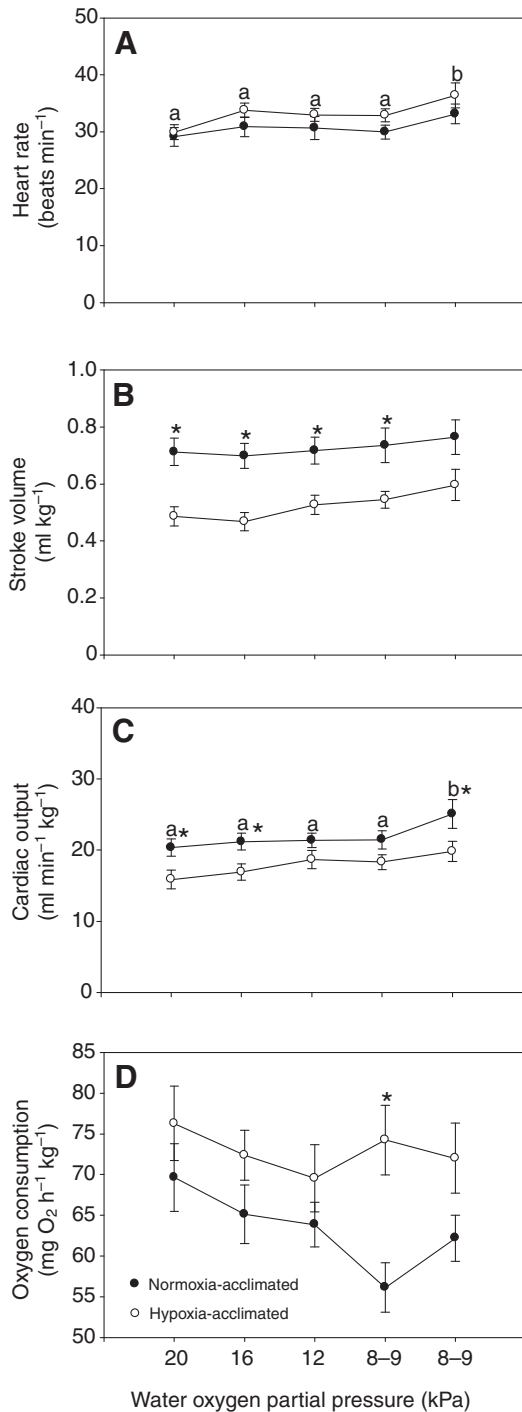 A
50
40
30
20
10
0
Heart rate
(beats min–1)
a a a a b
B
1.0
0.8
0.6
0.4
0.2
0
Stroke volume
(ml kg–1)
* * * *
C
40
30
20
10
0
Cardiac output
(ml min–1 kg–1)
a* a* a a b*
D
85
80
75
70
65
60
55
50
Oxygen consumption
(mg O2 h–1 kg–1)
*
Normoxia-acclimated
Hypoxia-acclimated
20 16 12 8–9 8–9
Water oxygen partial pressure (kPa)